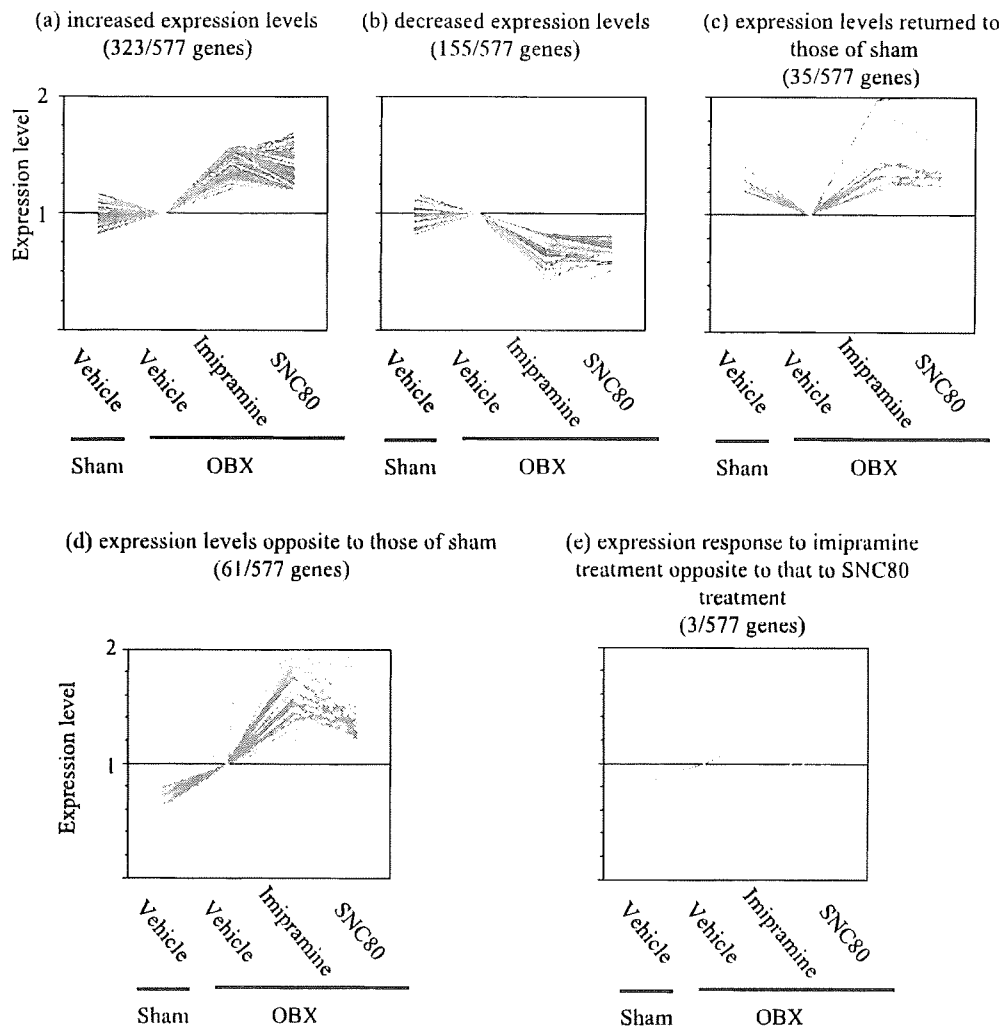 (a) increased expression levels
(323/577 genes)
(b) decreased expression levels
(155/577 genes)
(c) expression levels returned to
those of sham
(35/577 genes)
Expression level
2
1
Vehicle
Vehicle
Imipramine
SNC80
Sham
OBX
Vehicle
Vehicle
Imipramine
SNC80
Sham
OBX
Vehicle
Vehicle
Imipramine
SNC80
Sham
OBX
(d) expression levels opposite to those of sham
(61/577 genes)
(e) expression response to imipramine
treatment opposite to that to SNC80
treatment
(3/577 genes)
Expression level
2
1
Vehicle
Vehicle
Imipramine
SNC80
Sham
OBX
Vehicle
Vehicle
Imipramine
SNC80
Sham
OBX